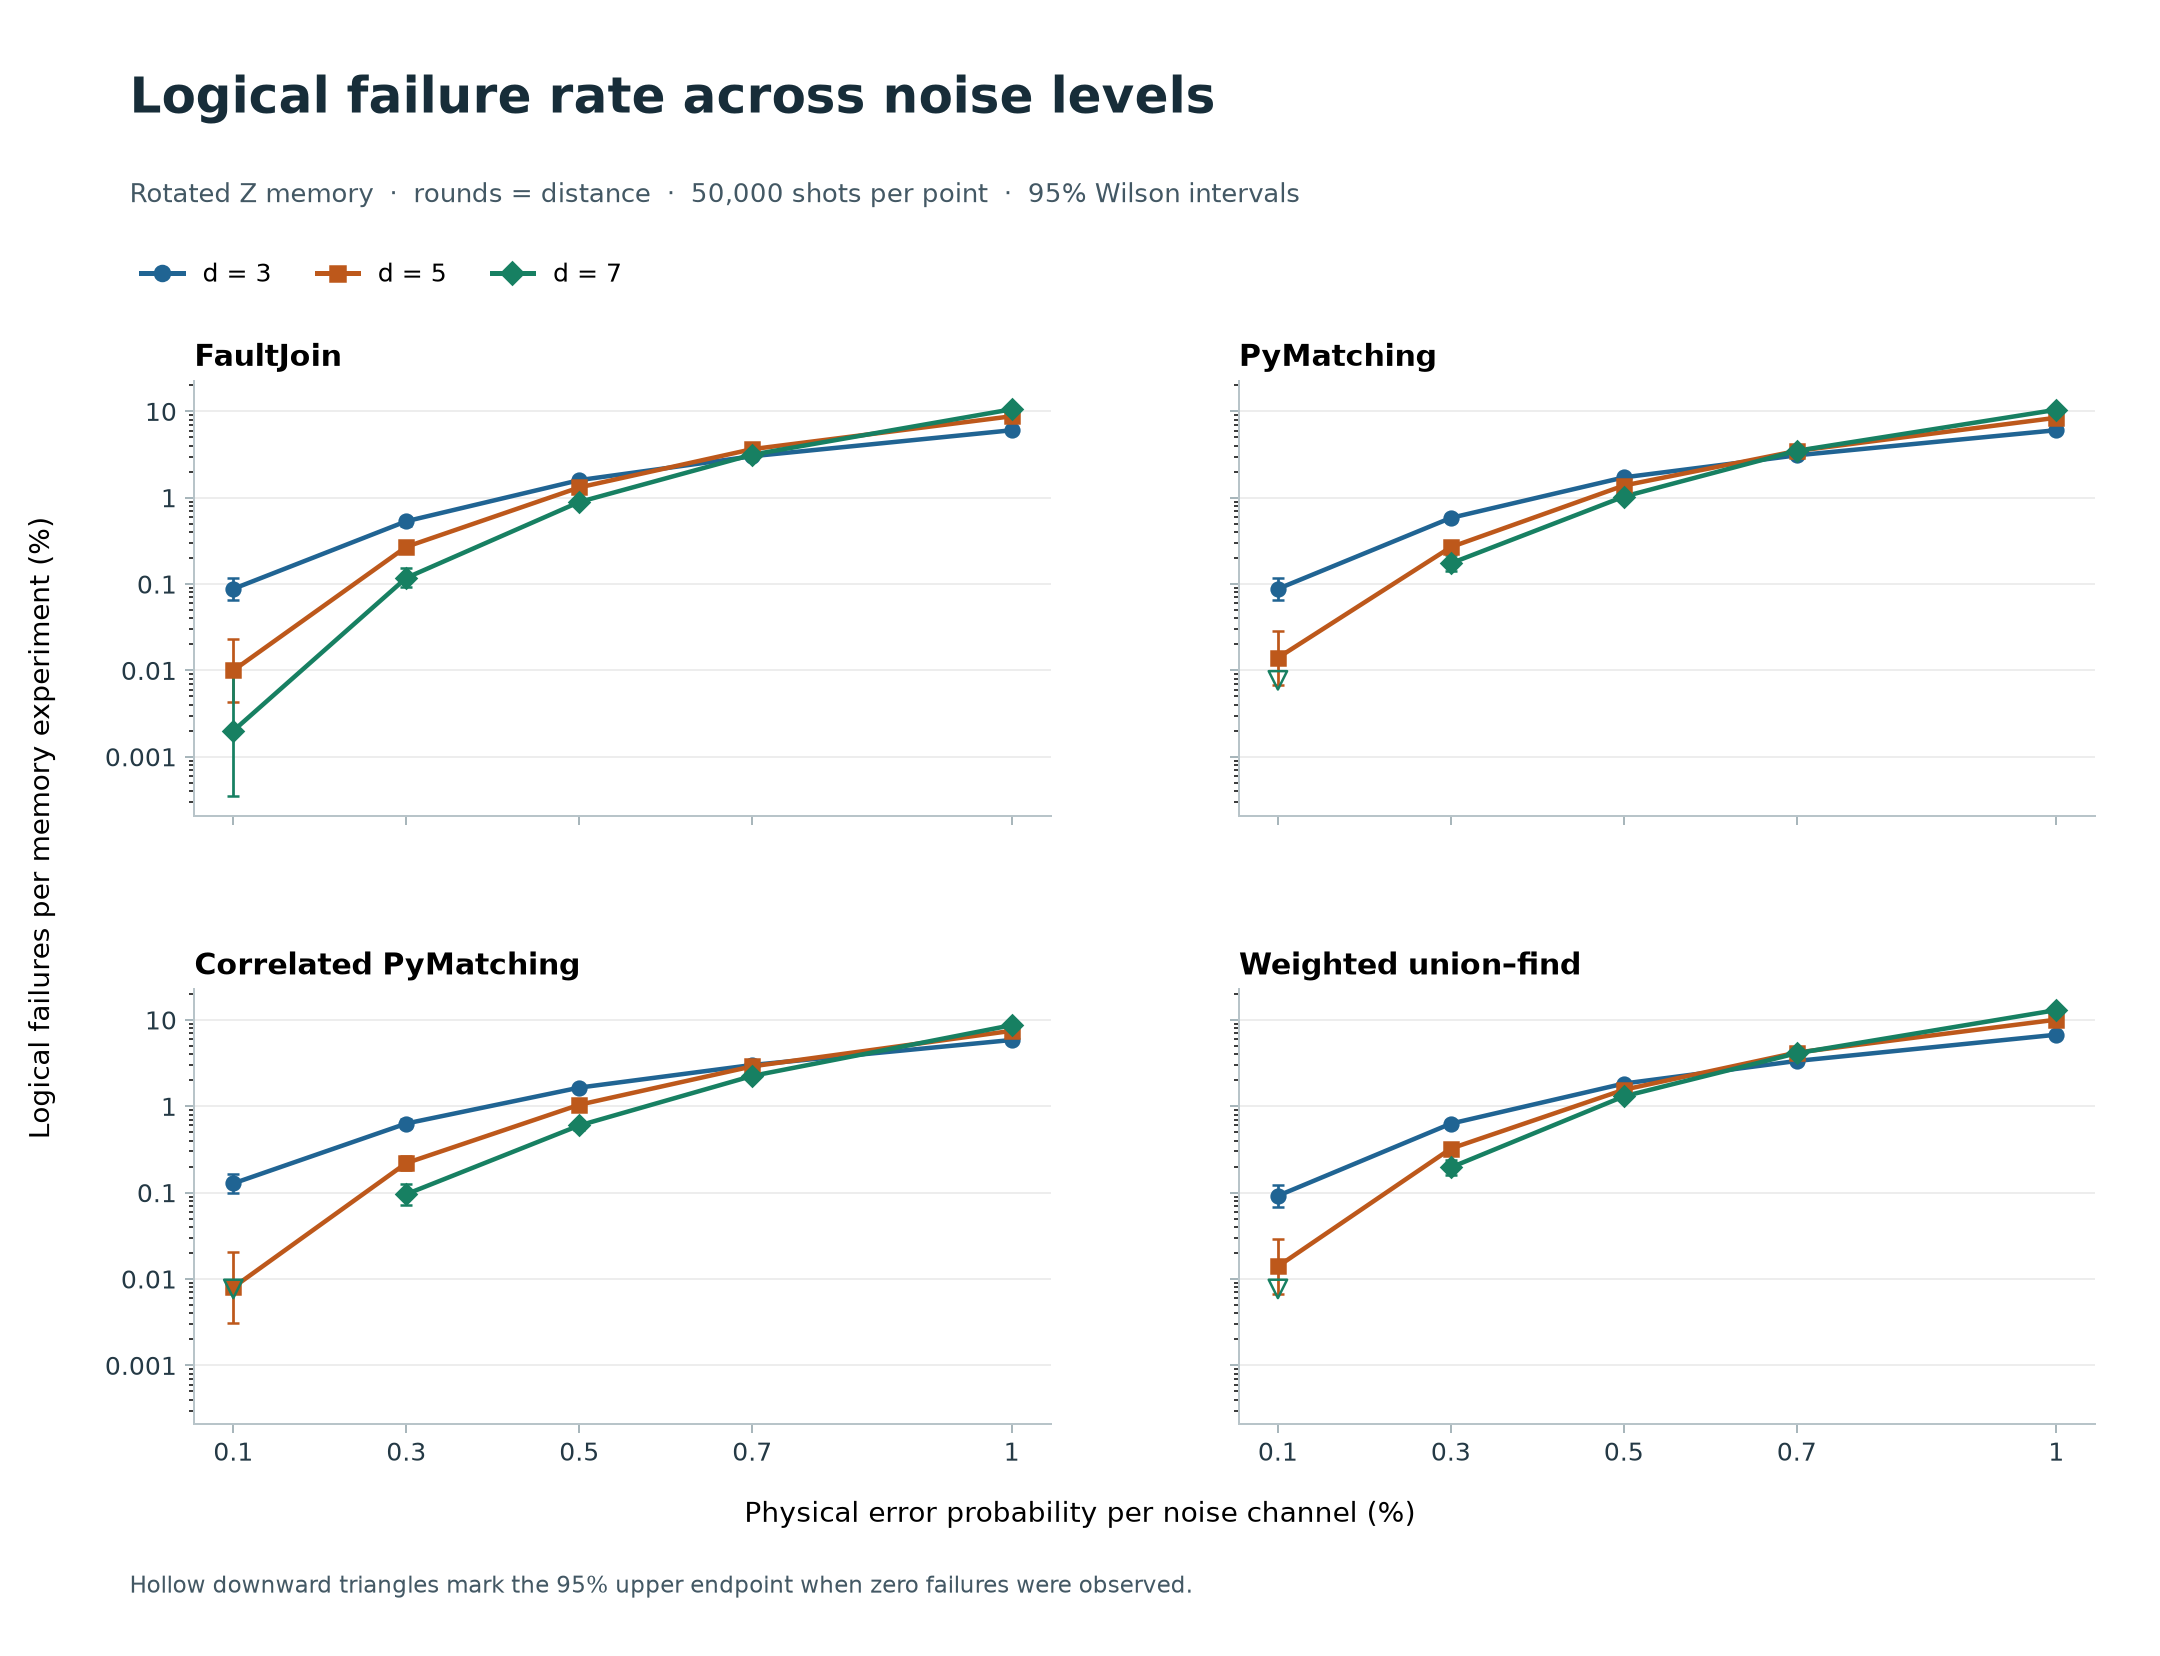 Logical failure rate across noise levels
Rotated Z memory · rounds = distance · 50,000 shots per point · 95% Wilson intervals
d = 3
d = 5
d = 7
Logical failures per memory experiment (%)
FaultJoin
10
1
0.1
0.01
0.001
PyMatching
Correlated PyMatching
10
1
0.1
0.01
0.001
0.1
0.3
0.5
0.7
1
Weighted union–find
0.1
0.3
0.5
0.7
1
Physical error probability per noise channel (%)
Hollow downward triangles mark the 95% upper endpoint when zero failures were observed.